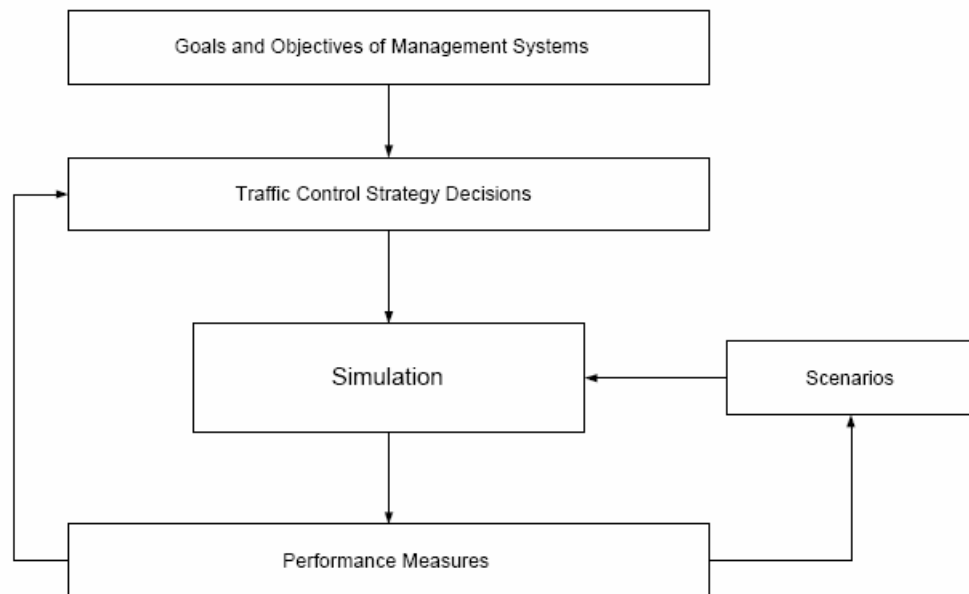 Goals and Objectives of Management Systems
Traffic Control Strategy Decisions
Simulation
Scenarios
Performance Measures